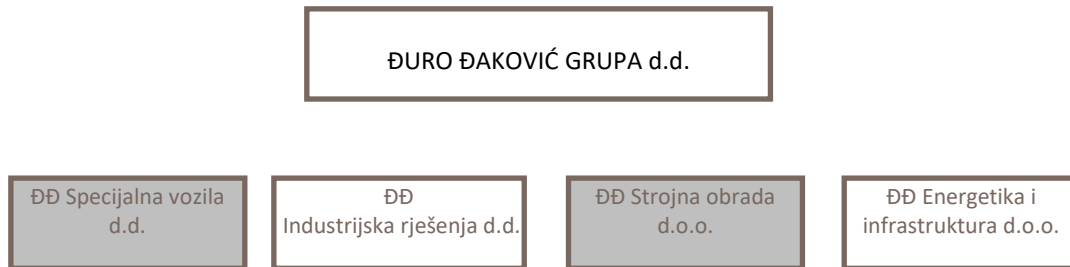 ĐURO ĐAKOVIĆ GRUPA d.d.
ĐĐ Specijalna vozila
d.d.
ĐĐ
Industrijska rješenja d.d.
ĐĐ Strojna obrada
d.o.o.
ĐĐ Energetika i
infrastruktura d.o.o.